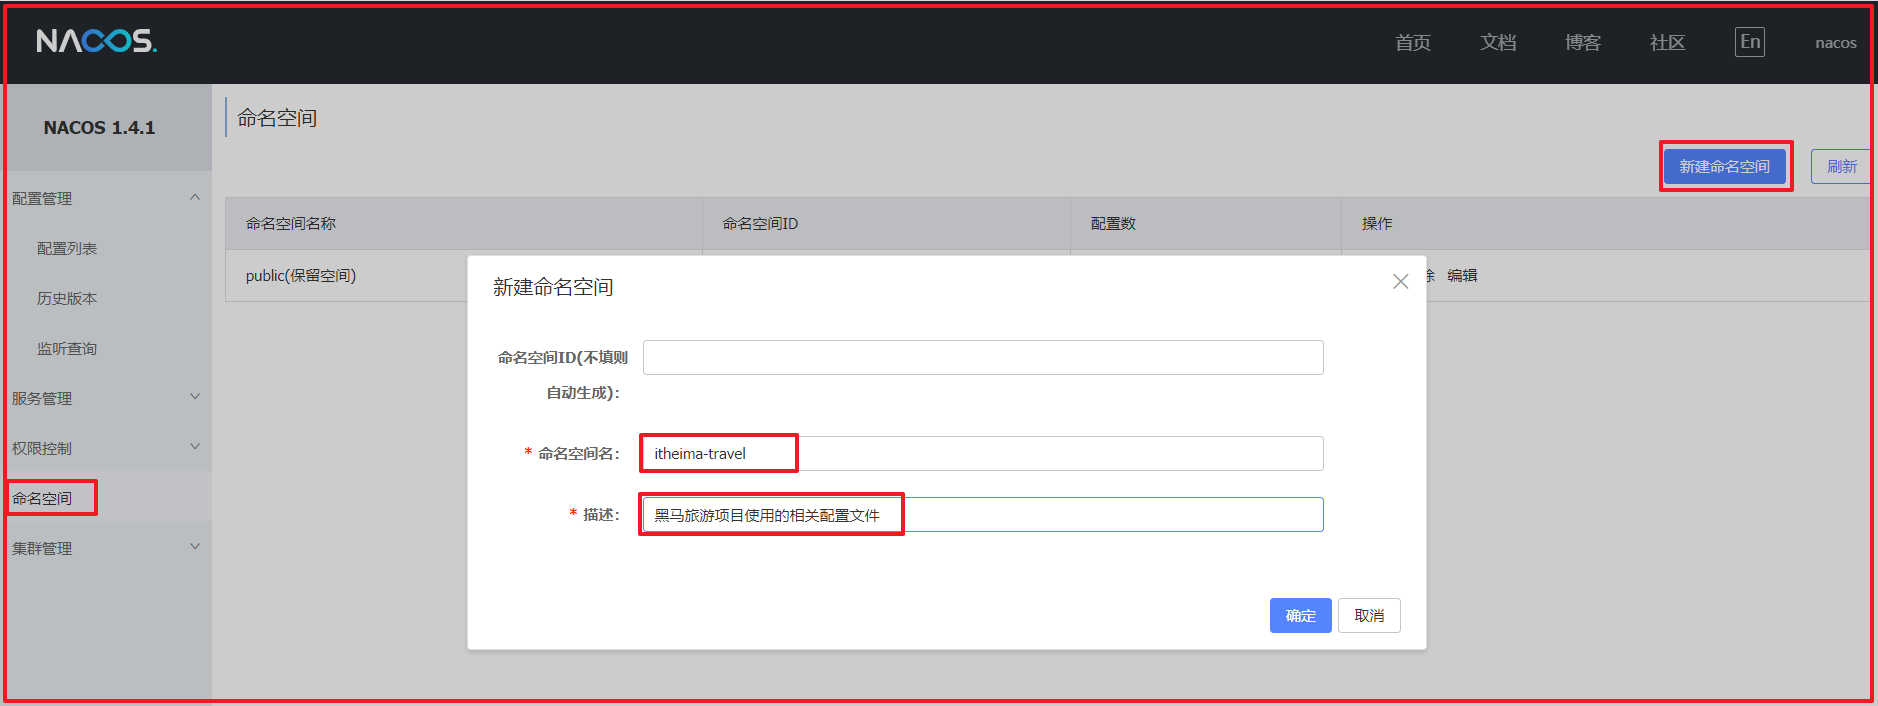 NACOS.
首页 文档 博客 社区 En nacos
NACOS 1.4.1
配置管理
配置列表
历史版本
监听查询
服务管理
权限控制
命名空间
集群管理
命名空间
新建命名空间 刷新
命名空间名称 命名空间ID 配置数 操作
public(保留空间) 除 编辑
新建命名空间
命名空间ID(不填则
自动生成):
* 命名空间名: itheima-travel
* 描述: 黑马旅游项目使用的相关配置文件
确定 取消